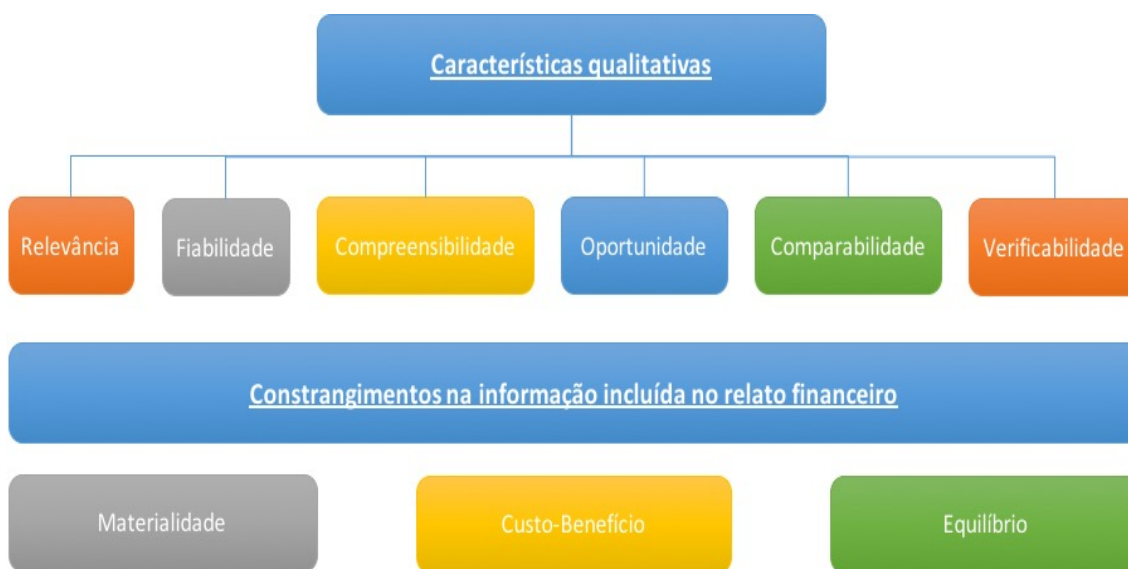 Características qualitativas
Relevância
Fiabilidade
Compreensibilidade
Oportunidade
Comparabilidade
Verificabilidade
Constrangimentos na informação incluída no relato financeiro
Materialidade
Custo-Benefício
Equilíbrio